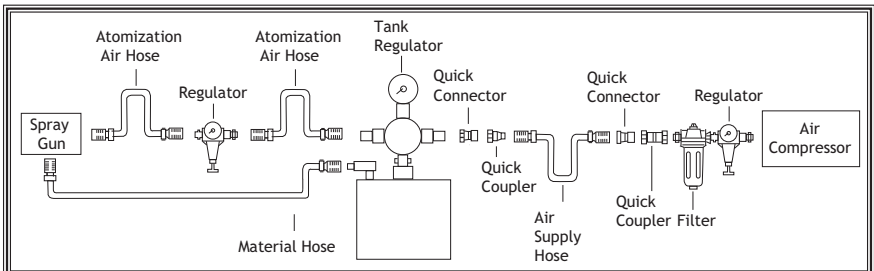 Atomization
Air Hose
Atomization
Air Hose
Tank
Regulator
Regulator
Quick
Connector
Quick
Connector
Regulator
Spray
Gun
Air
Compressor
Quick
Coupler
Quick
Coupler Filter
Air
Supply
Hose
Material Hose